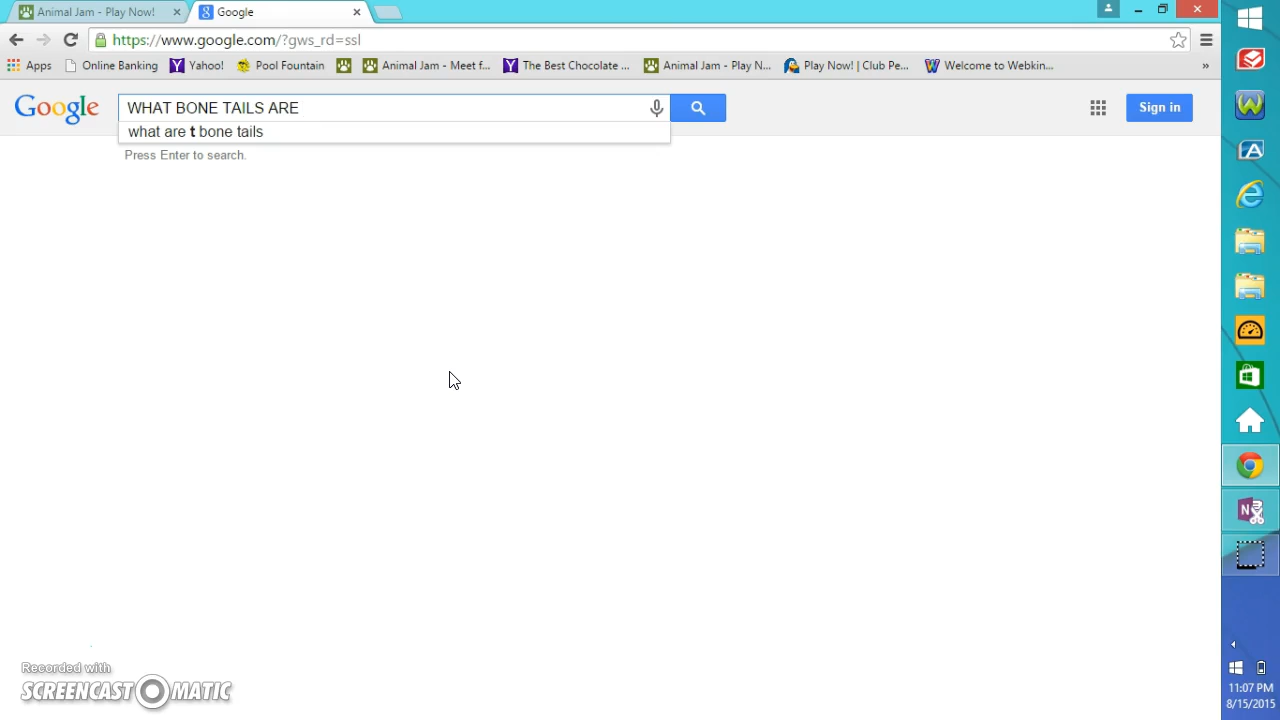 Animal Jam - Play Now!
Google
https://www.google.com/?gws_rd=ssl
Apps
Online Banking
Yahoo!
Pool Fountain
Animal Jam - Meet f...
The Best Chocolate ...
Animal Jam - Play N...
Play Now! | Club Pe...
Welcome to Webkin...
»
Google
WHAT BONE TAILS ARE
Sign in
what are t bone tails
Press Enter to search.
Recorded with
SCREENCAST-O-MATIC
11:07 PM
8/15/2015